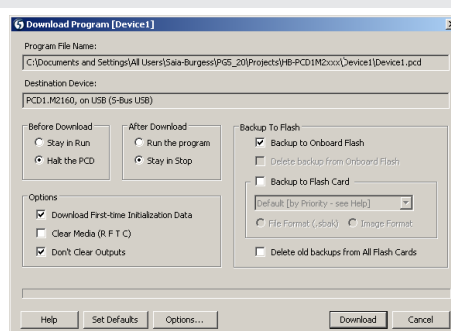 Download Program [Device1]
Program File Name:
C:\Documents and Settings\All Users\Saia-Burgess\PG5_20\Projects\HB-PCD1M2xxx\Device1\Device1.pcd
Destination Device:
PCD1.M2160, on USB (S-Bus USB)
Before Download
Stay in Run
Halt the PCD
After Download
Run the program
Stay in Stop
Options
Download First-time Initialization Data
Clear Media (R F T C)
Don't Clear Outputs
Backup To Flash
Backup to Onboard Flash
Delete backup from Onboard Flash
Backup to Flash Card
Default [by Priority - see Help]
File Format (.sbak)
Image Format
Delete old backups from All Flash Cards
Help
Set Defaults
Options...
Download
Cancel